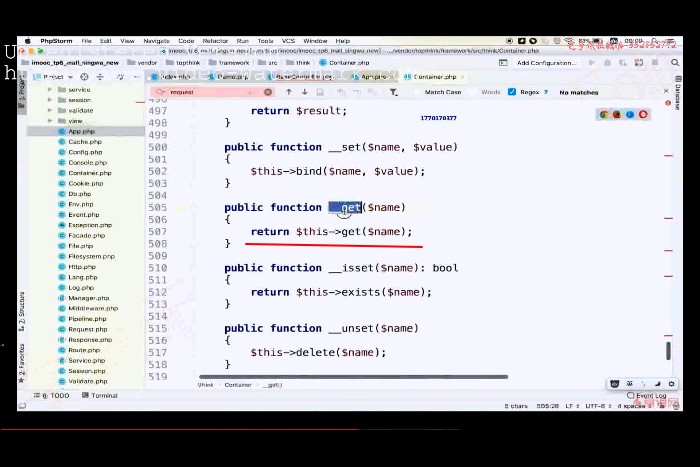 PhpStorm File Edit View Navigate Code Refactor Run Tools VCS Window Help
imooc_tp6_mall_singwa_new vendor topthink framework src think Container.php Add Configuration...
Project
Container.php
request
Match Case Words Regex ? No matches
service
session
validate
view
App.php
Cache.php
Config.php
Console.php
Container.php
Cookie.php
Db.php
Env.php
Event.php
Exception.php
Facade.php
File.php
Filesystem.php
Http.php
Lang.php
Log.php
Manager.php
Middleware.php
Pipeline.php
Request.php
Response.php
Route.php
Service.php
Session.php
Validate.php
1770170377
497 return $result;
498 }
499
500 public function __set($name, $value)
501 {
502 $this->bind($name, $value);
503 }
504
505 public function __get($name)
506 {
507 return $this->get($name);
508 }
509
510 public function __isset($name): bool
511 {
512 return $this->exists($name);
513 }
514
515 public function __unset($name)
516 {
517 $this->delete($name);
518 }
519
think Container __get()
Database
Z: Structure
2: Favorites
6: TODO Terminal Event Log
5 chars 505:28 LF UTF-8 4 spaces